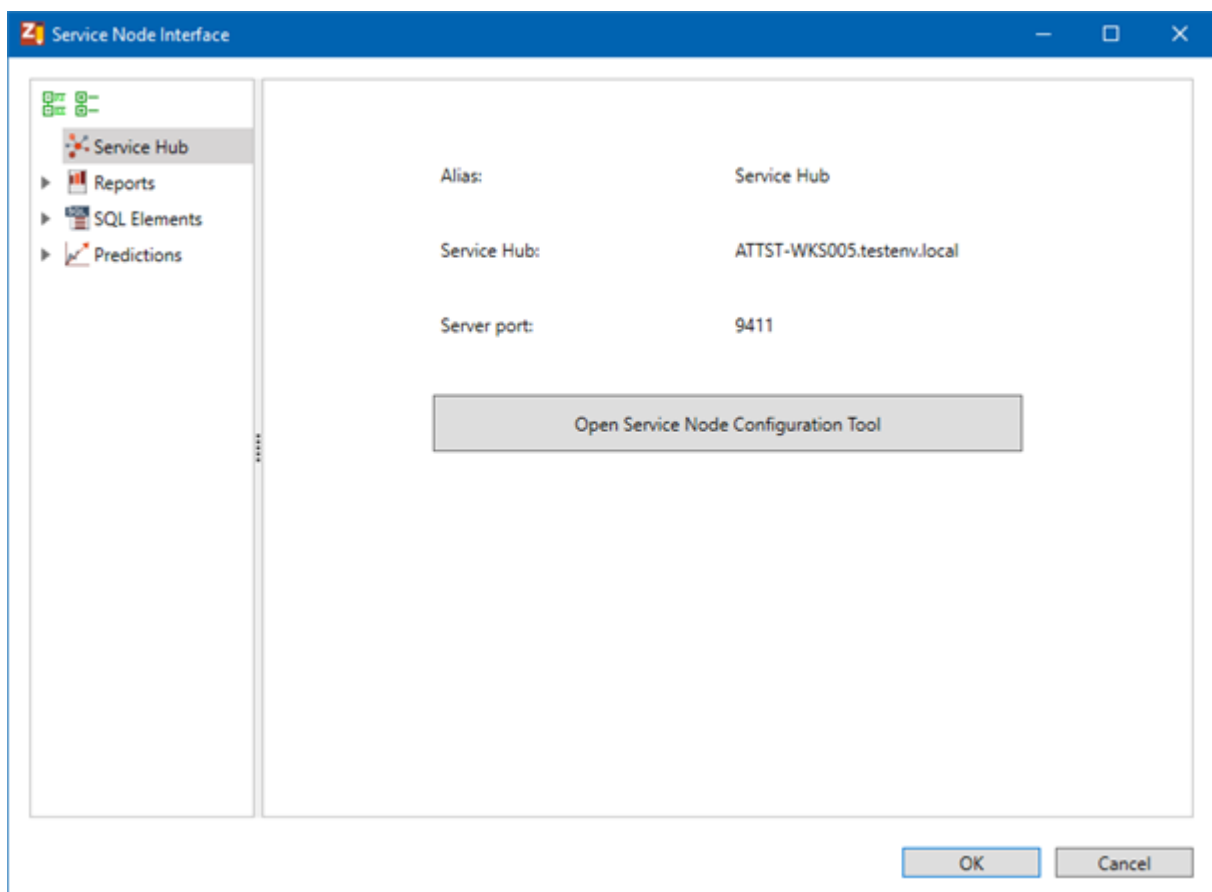 Service Node Interface
Service Hub
Reports
SQL Elements
Predictions
Alias: Service Hub
Service Hub: ATTST-WKS005.testenv.local
Server port: 9411
Open Service Node Configuration Tool
OK Cancel